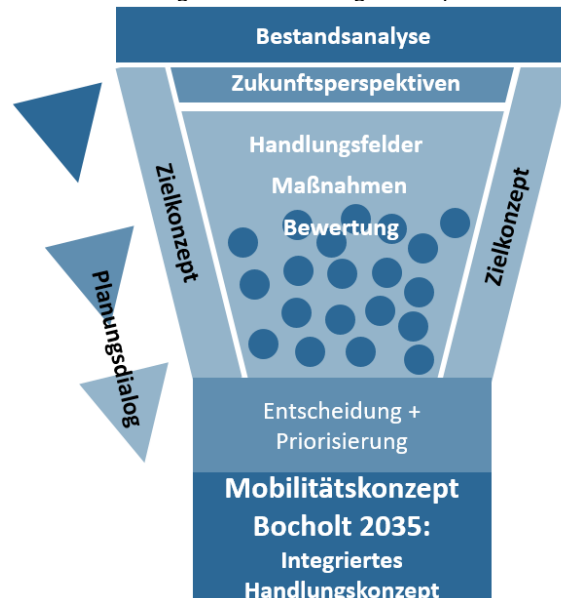 Bestandsanalyse
Zukunftsperspektiven
Handlungsfelder
Maßnahmen
Bewertung
Zielkonzept
Zielkonzept
Planungsdialog
Entscheidung +
Priorisierung
Mobilitätskonzept
Bocholt 2035:
Integriertes
Handlungskonzept